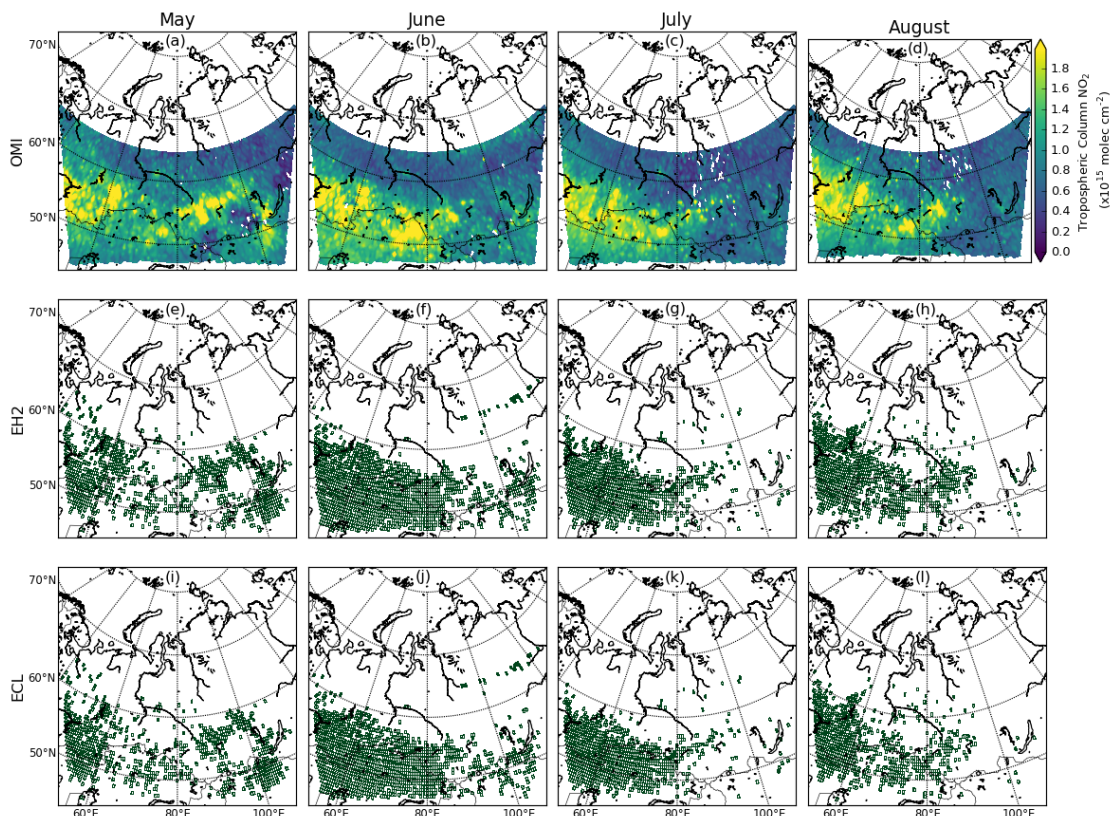 May June July August
(a) (b) (c) (d)
70°N
60°N
50°N
OMI
1.8
1.6
1.4
1.2
1.0
0.8
0.6
0.4
0.2
0.0
Tropospheric Column NO₂
(x10¹⁵ molec cm⁻²)
(e) (f) (g) (h)
70°N
60°N
50°N
EH2
(i) (j) (k) (l)
70°N
60°N
50°N
ECL
60°E 80°E 100°E 60°E 80°E 100°E 60°E 80°E 100°E 60°E 80°E 100°E